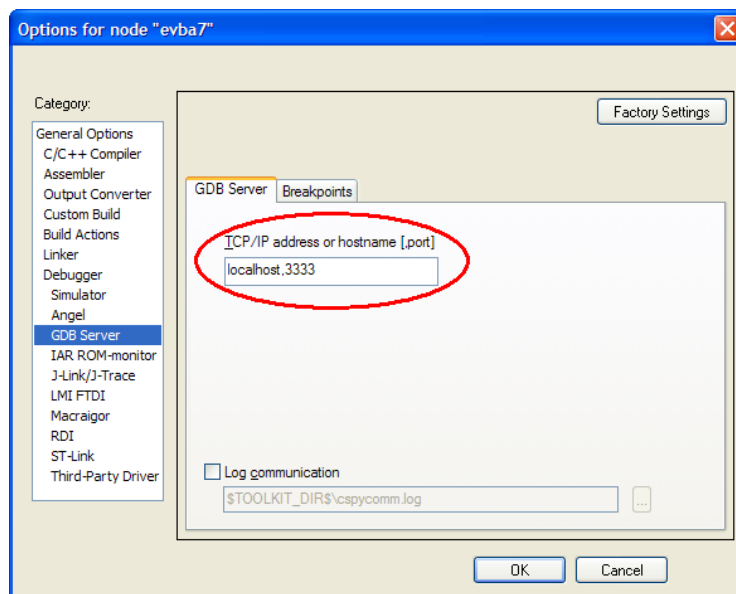 Options for node "evba7"
Category:
Factory Settings
General Options
C/C++ Compiler
Assembler
Output Converter
Custom Build
Build Actions
Linker
Debugger
Simulator
Angel
GDB Server
IAR ROM-monitor
J-Link/J-Trace
LMI FTDI
Macraigor
RDI
ST-Link
Third-Party Driver
GDB Server Breakpoints
TCP/IP address or hostname [,port]
localhost,3333
Log communication
$TOOLKIT_DIR$\cspycomm.log
...
OK Cancel